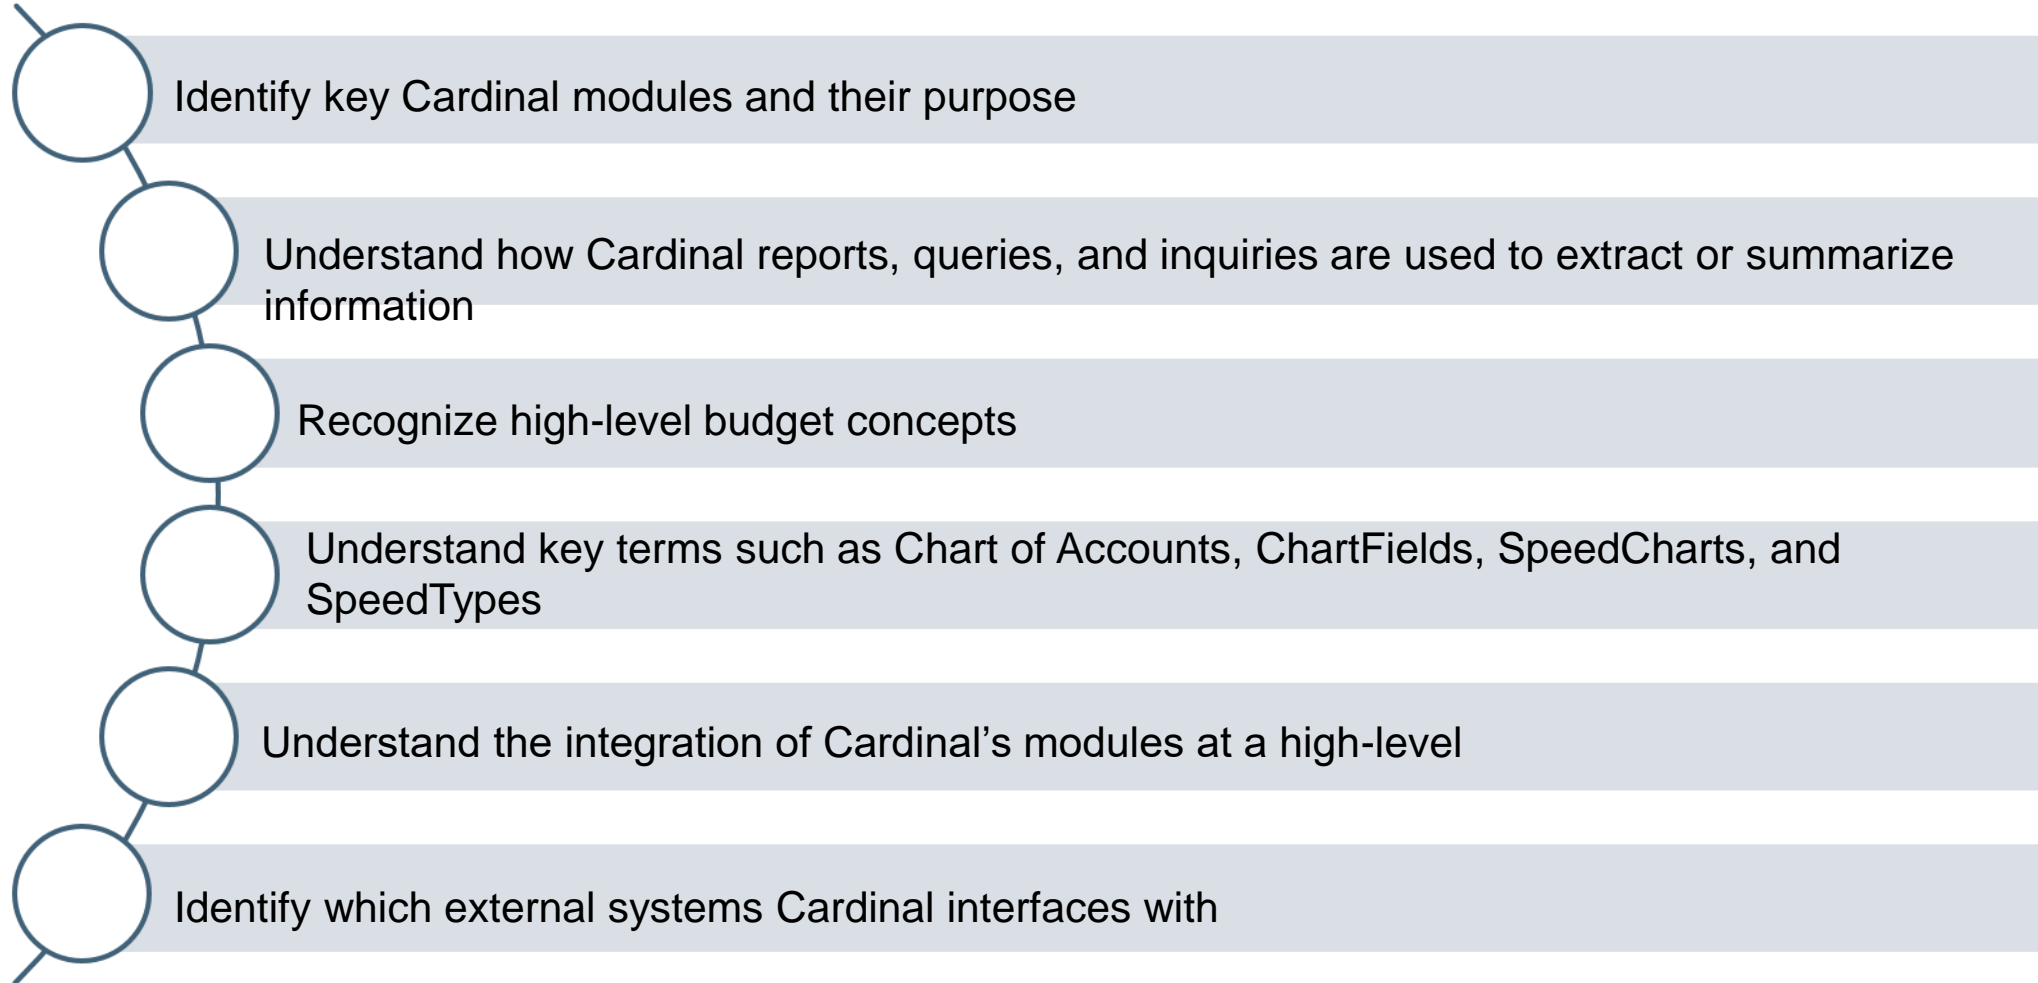 Identify key Cardinal modules and their purpose
Understand how Cardinal reports, queries, and inquiries are used to extract or summarize
information
Recognize high-level budget concepts
Understand key terms such as Chart of Accounts, ChartFields, SpeedCharts, and
SpeedTypes
Understand the integration of Cardinal’s modules at a high-level
Identify which external systems Cardinal interfaces with